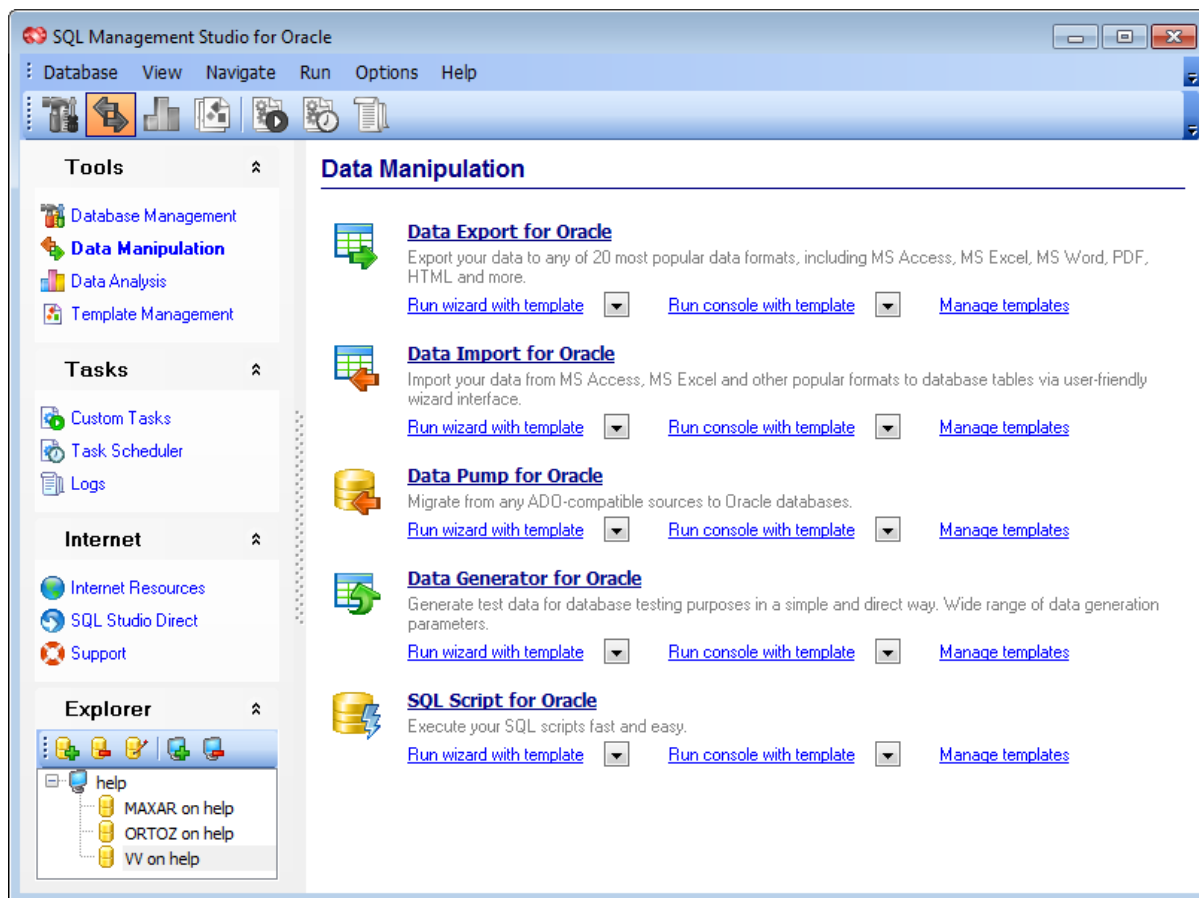 SQL Management Studio for Oracle
Database View Navigate Run Options Help
Tools
Database Management
Data Manipulation
Data Analysis
Template Management
Tasks
Custom Tasks
Task Scheduler
Logs
Internet
Internet Resources
SQL Studio Direct
Support
Explorer
help
MAXAR on help
ORTOZ on help
VV on help
Data Manipulation
Data Export for Oracle
Export your data to any of 20 most popular data formats, including MS Access, MS Excel, MS Word, PDF,
HTML and more.
Run wizard with template Run console with template Manage templates
Data Import for Oracle
Import your data from MS Access, MS Excel and other popular formats to database tables via user-friendly
wizard interface.
Run wizard with template Run console with template Manage templates
Data Pump for Oracle
Migrate from any ADO-compatible sources to Oracle databases.
Run wizard with template Run console with template Manage templates
Data Generator for Oracle
Generate test data for database testing purposes in a simple and direct way. Wide range of data generation
parameters.
Run wizard with template Run console with template Manage templates
SQL Script for Oracle
Execute your SQL scripts fast and easy.
Run wizard with template Run console with template Manage templates